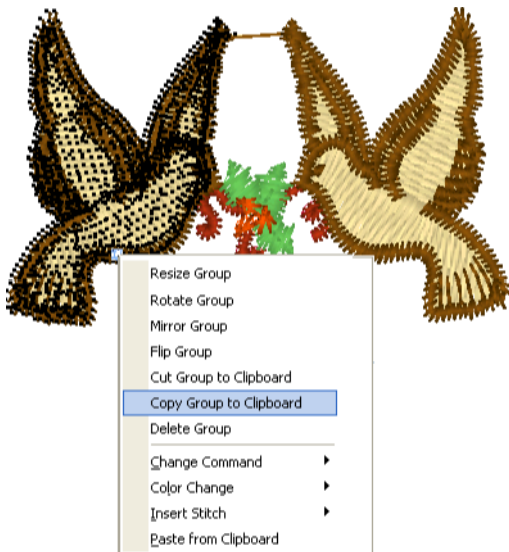 Resize Group
Rotate Group
Mirror Group
Flip Group
Cut Group to Clipboard
Copy Group to Clipboard
Delete Group
Change Command
Color Change
Insert Stitch
Paste from Clipboard